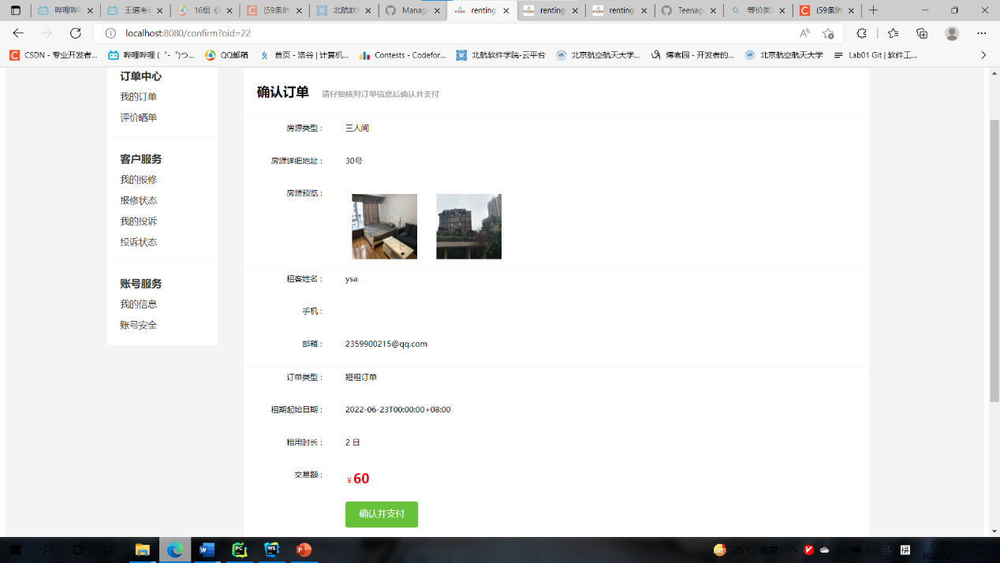 哔哩哔哩
王道考
16组《
(59条消
北航软
Manag
renting
renting
renting
Teenag
等价类
(59条消
localhost:8080/confirm?oid=22
CSDN - 专业开发者...
哔哩哔哩 (゜-゜)つ...
QQ邮箱
首页 - 洛谷 | 计算机...
Contests - Codefor...
北航软件学院-云平台
北京航空航天大学...
博客园 - 开发者的...
北京航空航天大学
Lab01 Git | 软件工...
订单中心
我的订单
评价晒单
客户服务
我的报修
报修状态
我的投诉
投诉状态
账号服务
我的信息
账号安全
确认订单 请仔细核对订单信息后确认并支付
房源类型： 三人间
房源详细地址： 30号
房源预览：
租客姓名： ysa
手机：
邮箱： 2359900215@qq.com
订单类型： 短租订单
租期起始日期： 2022-06-23T00:00:00+08:00
租用时长： 2 日
交易额： ￥60
确认并支付
25°C
英
拼